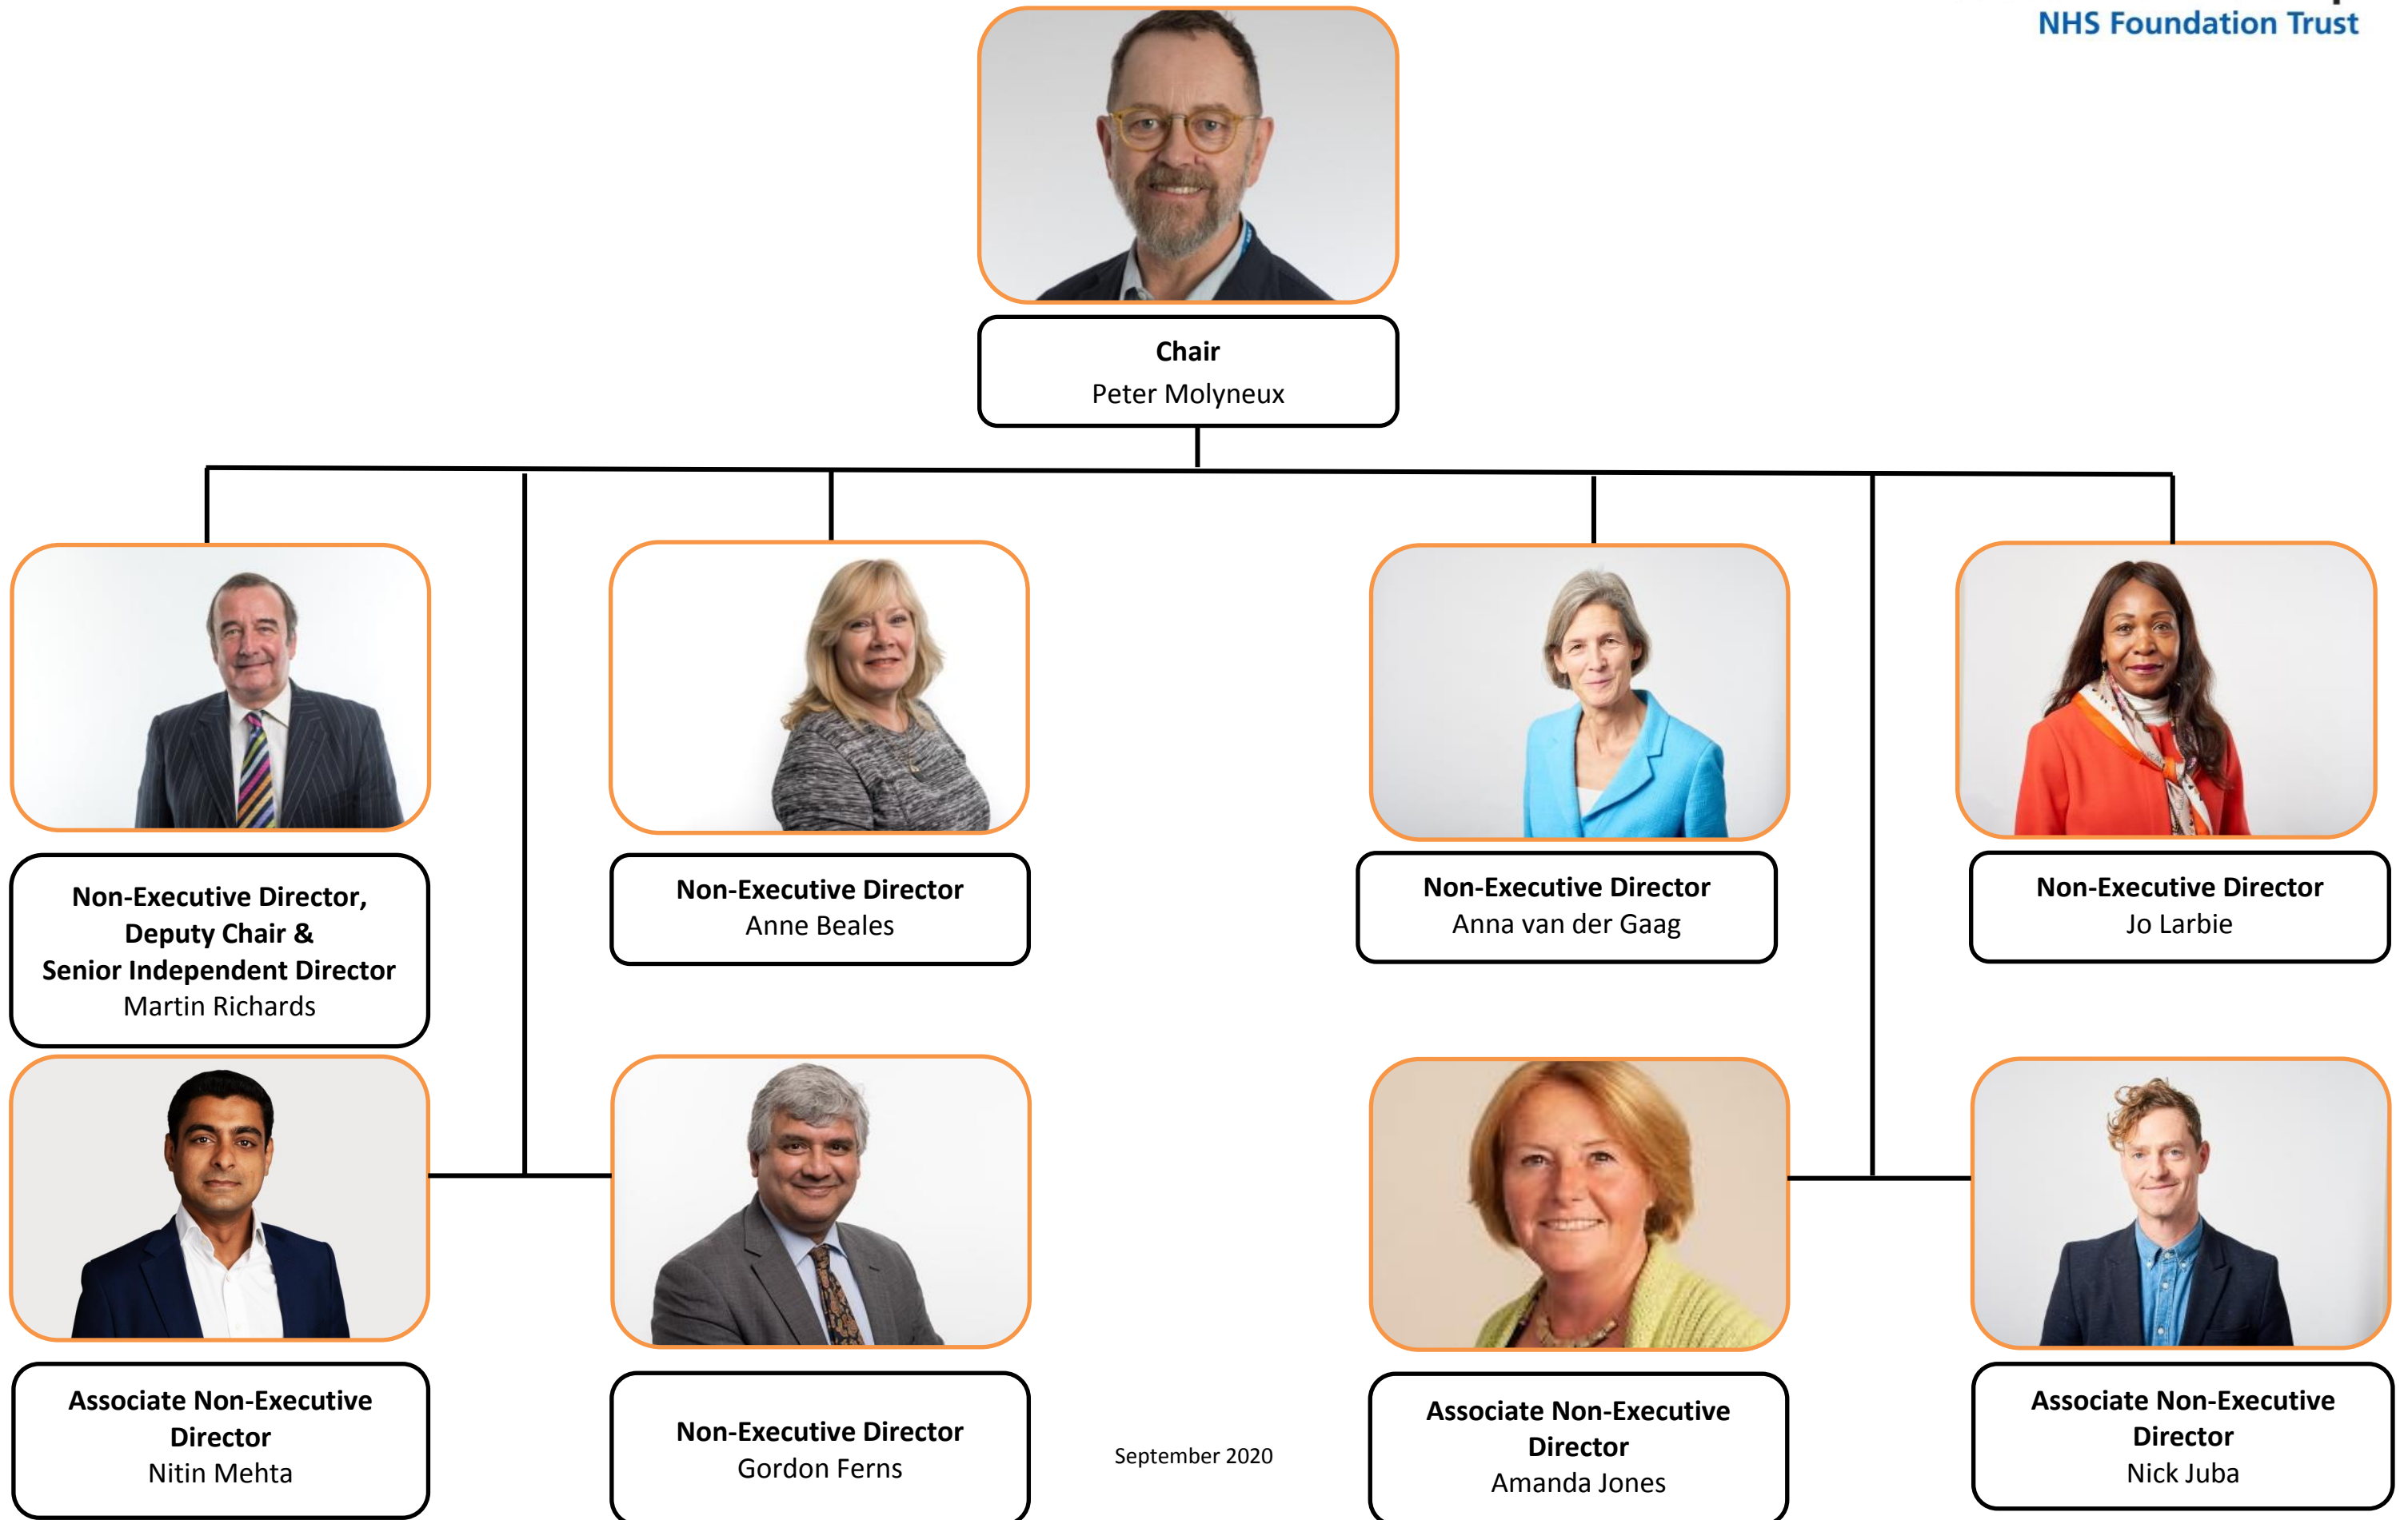 NHS Foundation Trust
Chair
Peter Molyneux
Non-Executive Director,
Deputy Chair &
Senior Independent Director
Martin Richards
Non-Executive Director
Anne Beales
Non-Executive Director
Anna van der Gaag
Non-Executive Director
Jo Larbie
Associate Non-Executive
Director
Nitin Mehta
Non-Executive Director
Gordon Ferns
September 2020
Associate Non-Executive
Director
Amanda Jones
Associate Non-Executive
Director
Nick Juba